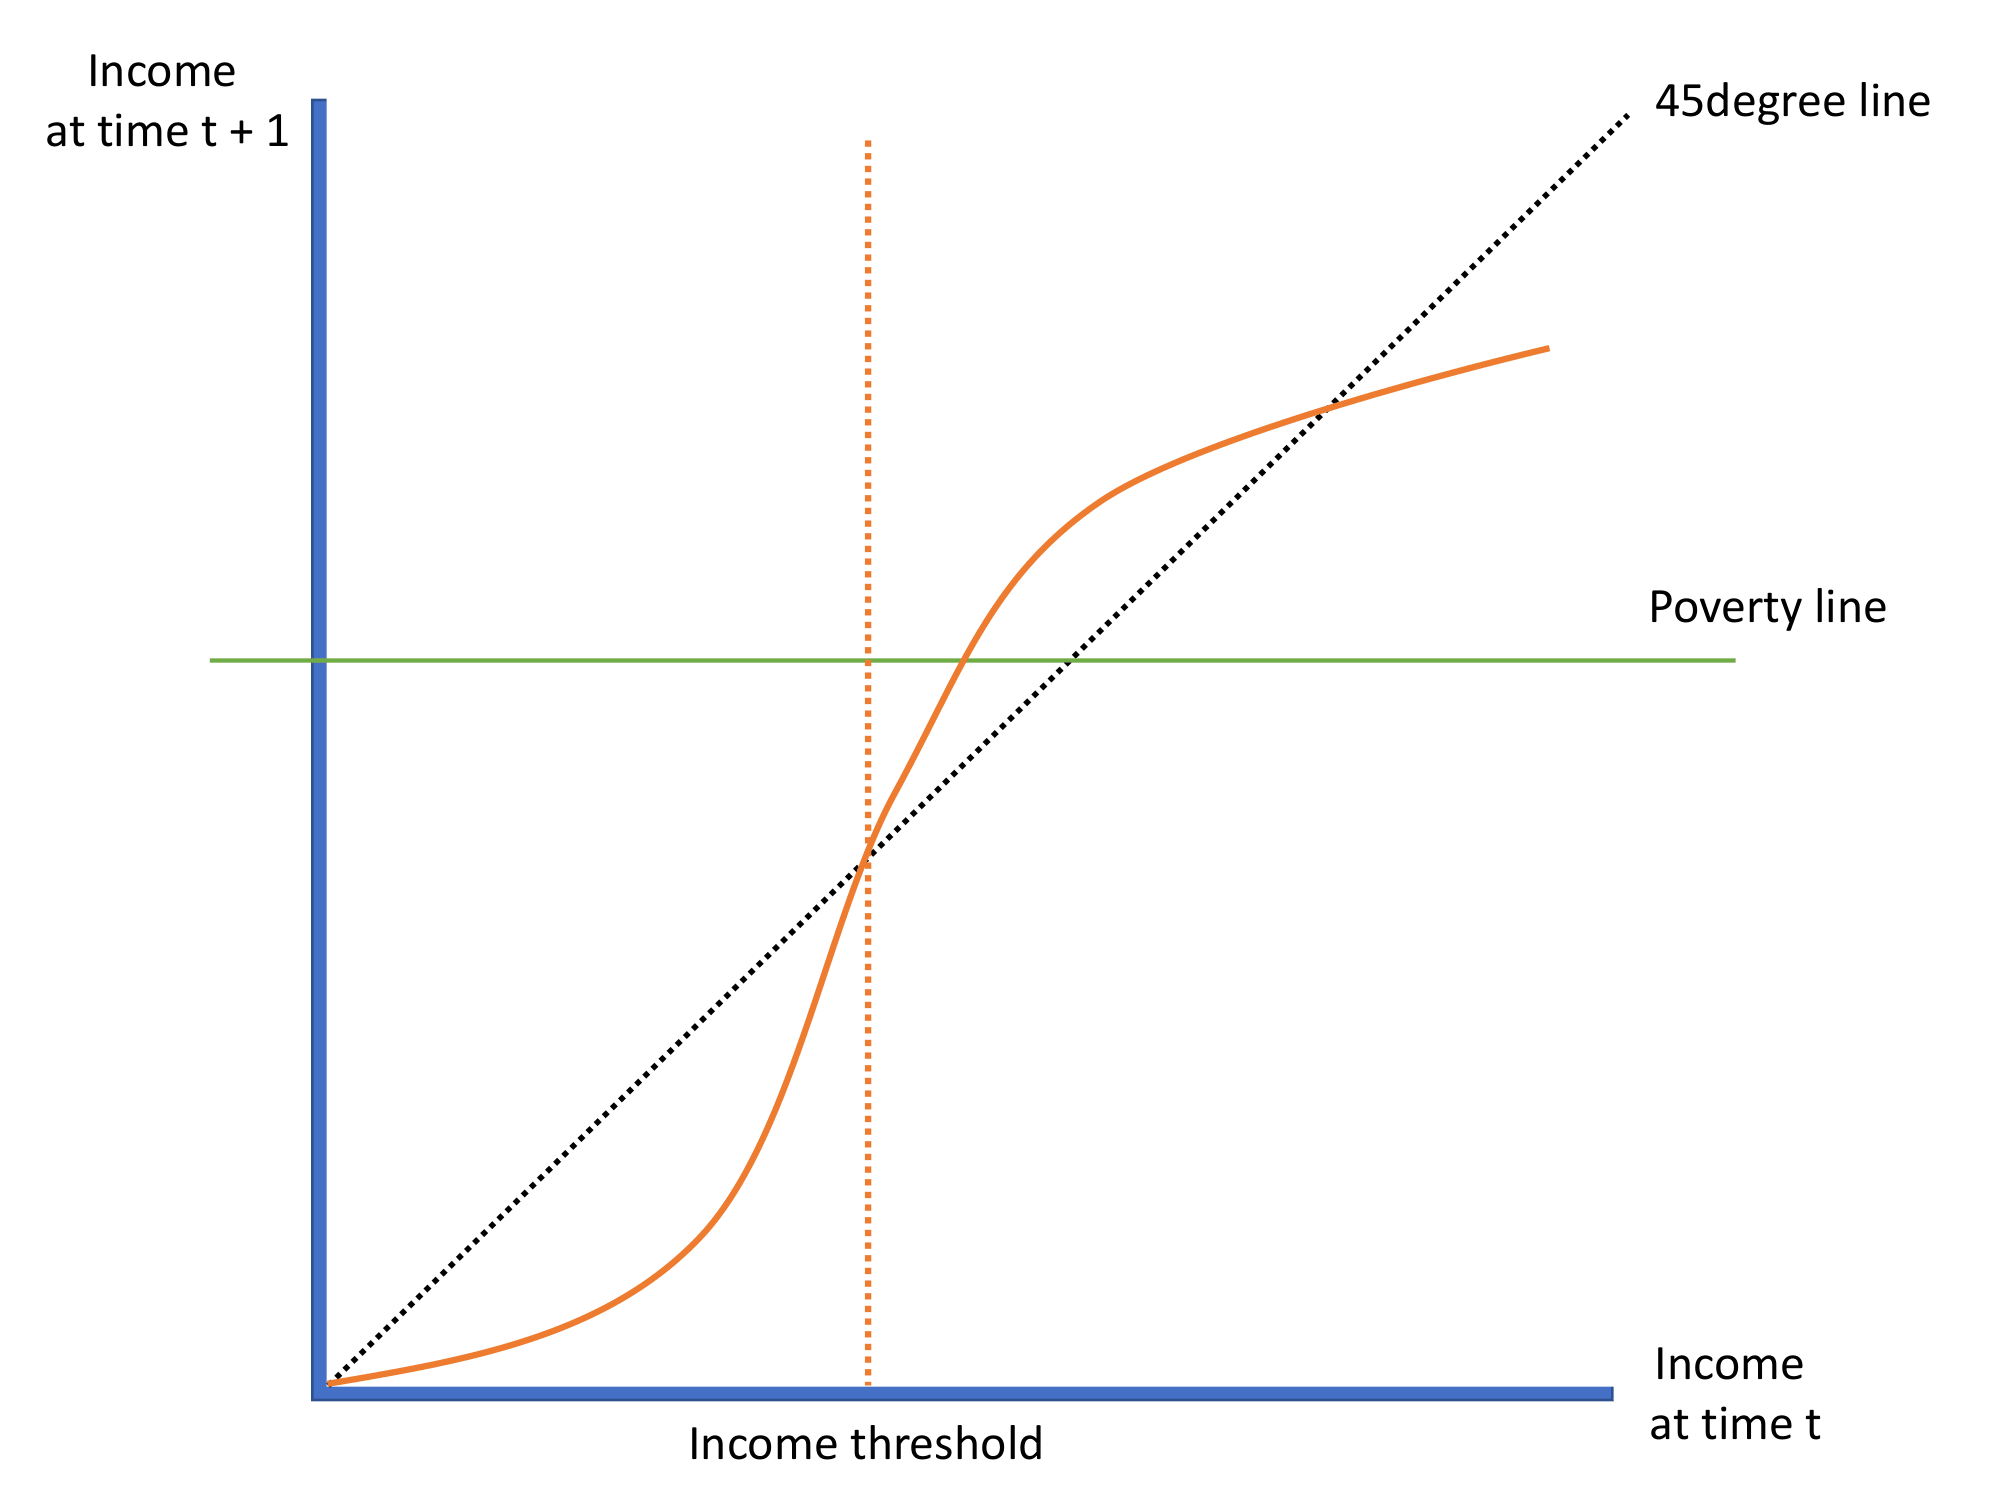 Income
at time t + 1
45degree line
Poverty line
Income
at time t
Income threshold